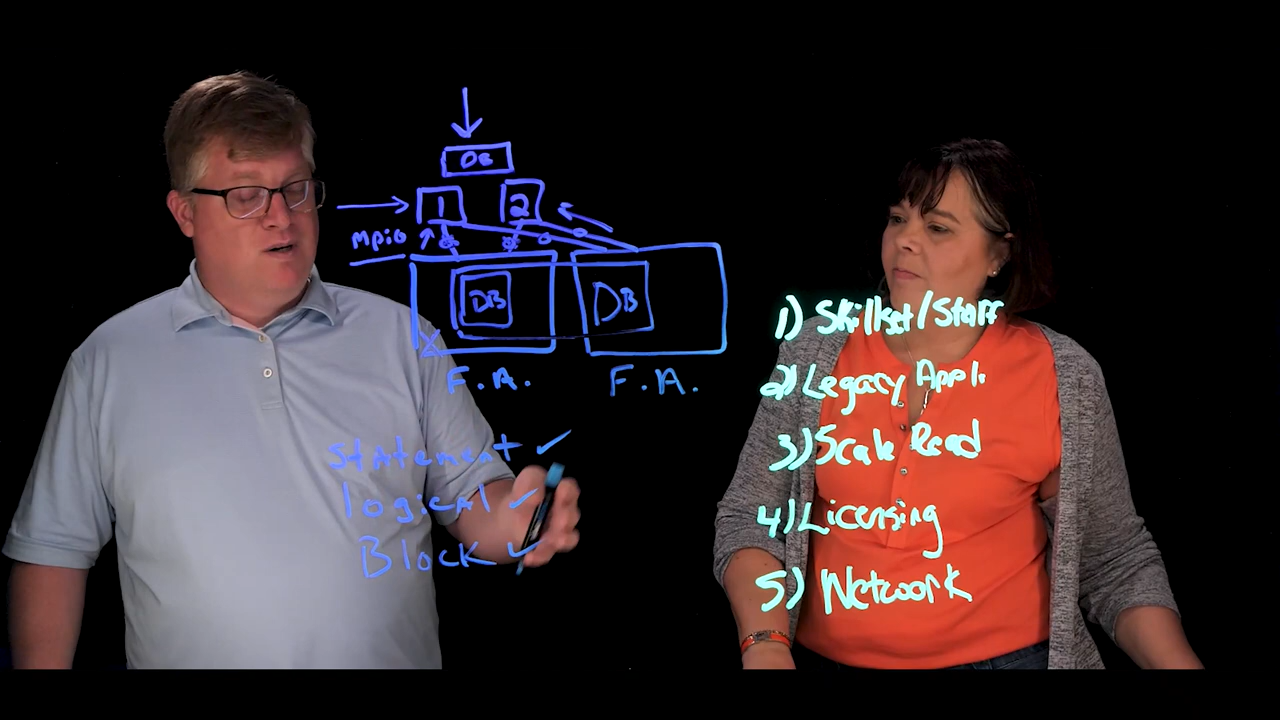 DB
1 2
MPIO
DB DB
F.A. F.A.
Statement ✓
logical ✓
Block ✓
1) Skillset/Staff
2) Legacy Appl.
3) Scale Read
4) Licensing
5) Network